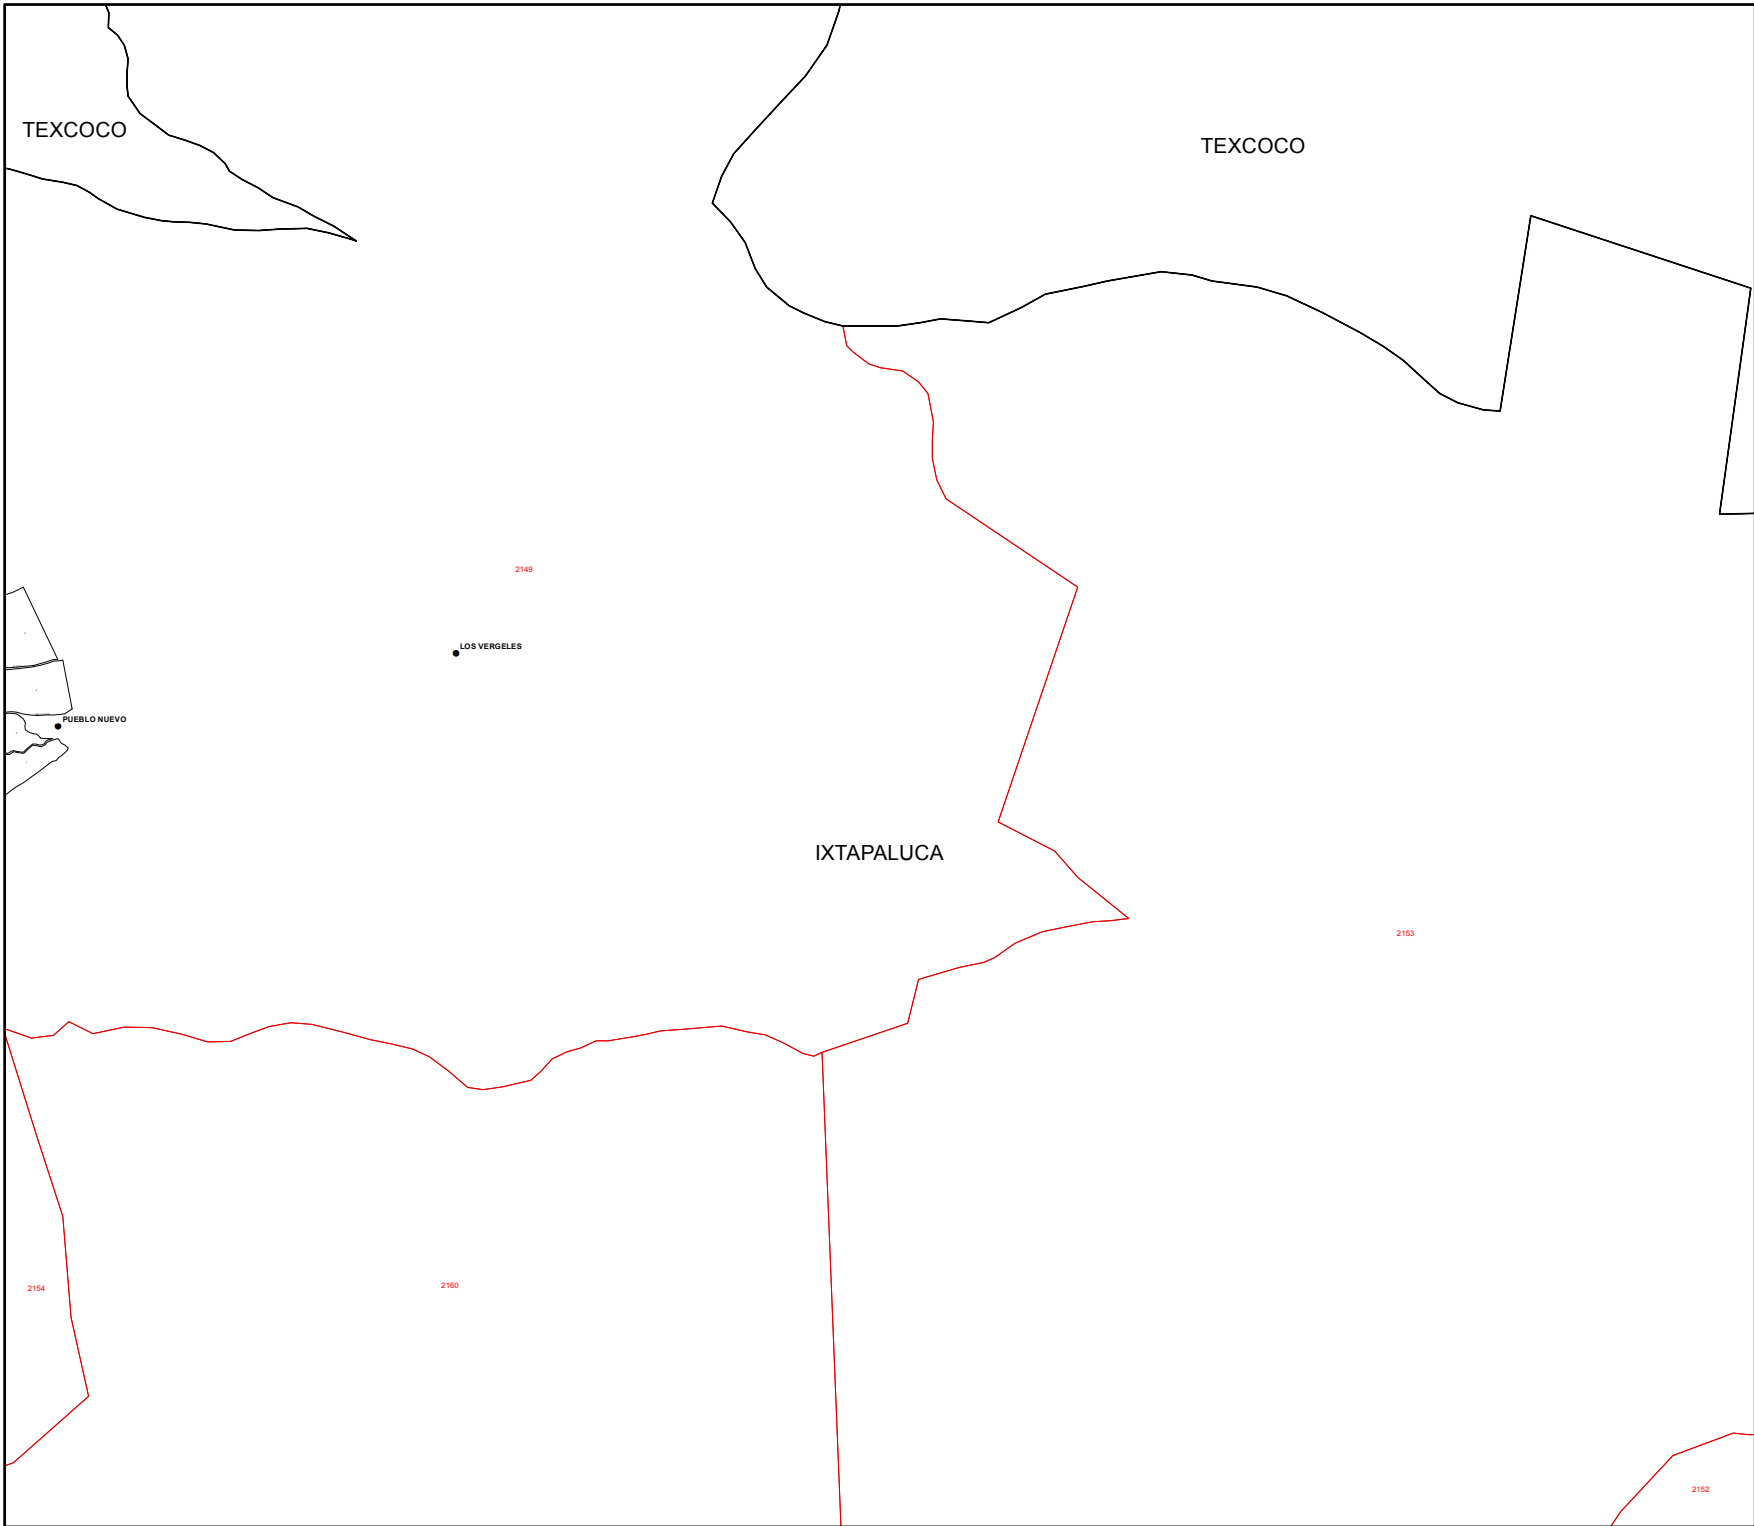 TEXCOCO
TEXCOCO
2149
LOS VERGELES
PUEBLO NUEVO
IXTAPALUCA
2153
2154
2160
2152